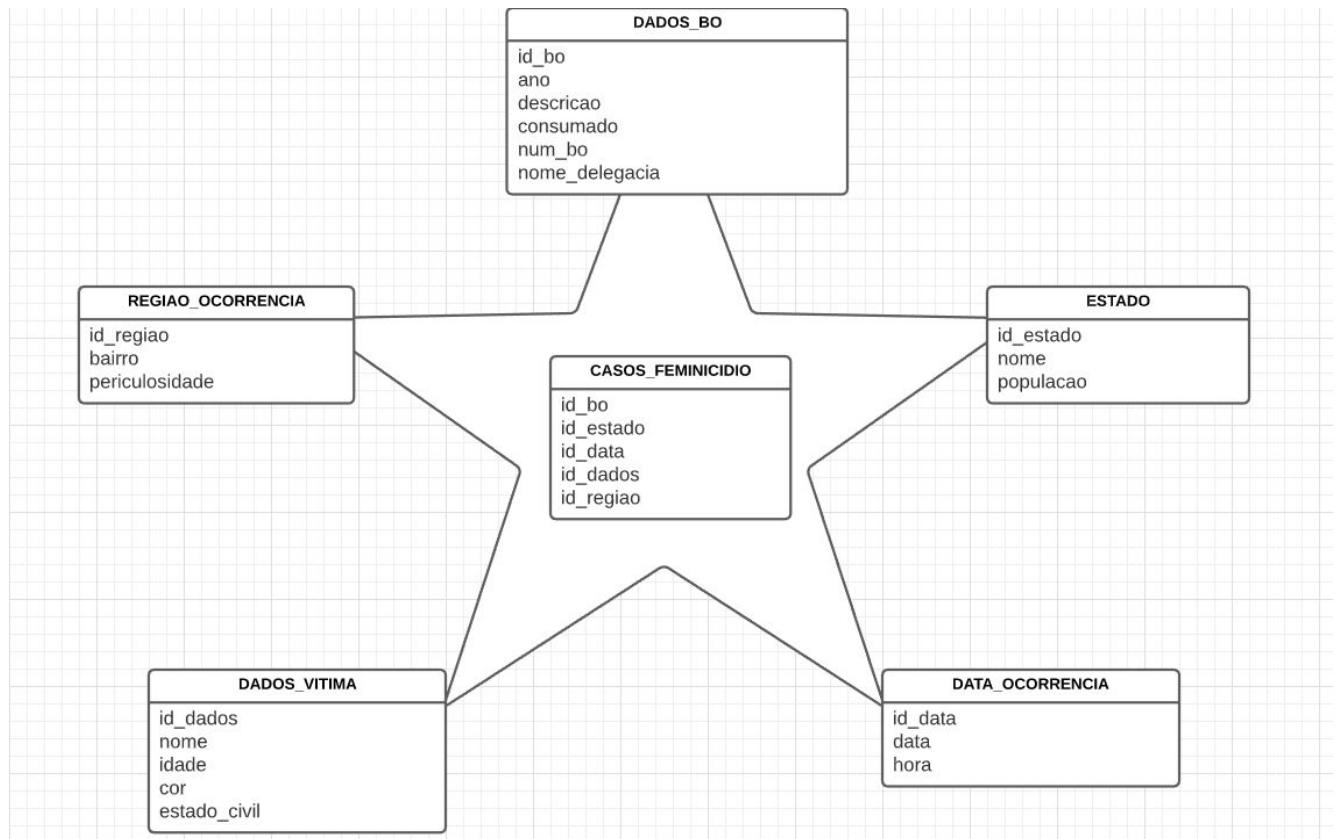 DADOS_BO
id_bo
ano
descricao
consumado
num_bo
nome_delegacia
REGIAO_OCORRENCIA
id_regiao
bairro
periculosidade
ESTADO
id_estado
nome
populacao
CASOS_FEMINICIDIO
id_bo
id_estado
id_data
id_dados
id_regiao
DADOS_VITIMA
id_dados
nome
idade
cor
estado_civil
DATA_OCORRENCIA
id_data
data
hora